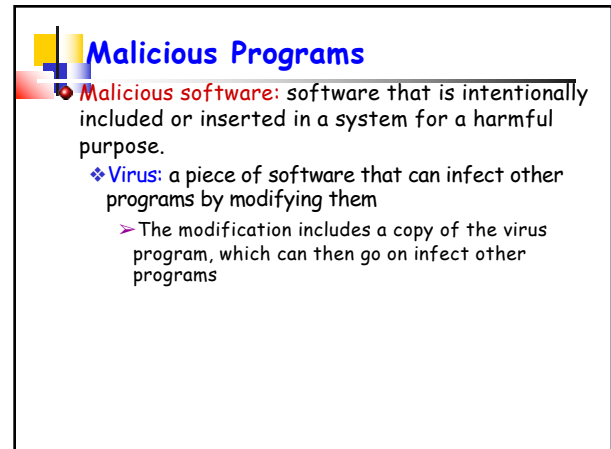 Malicious Programs
Malicious software: software that is intentionally
included or inserted in a system for a harmful
purpose.
❖Virus: a piece of software that can infect other
programs by modifying them
➢The modification includes a copy of the virus
program, which can then go on infect other
programs